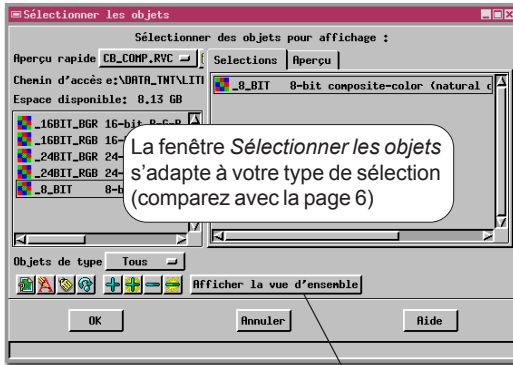 Sélectionner les objets
Sélectionner des objets pour affichage :
Aperçu rapide CB_COMP.RVC
Selections Aperçu
Chemin d'accès e:\DATA_TNT\LITE
Espace disponible: 8.13 GB
_8_BIT 8-bit composite-color (natural c
_16BIT_BGR 16-bit B-G-R
_16BIT_RGB 16-
_24BIT_BGR 24-
_24BIT_RGB 24-
_8_BIT 8-b
La fenêtre Sélectionner les objets
s'adapte à votre type de sélection
(comparez avec la page 6)
Objets de type Tous
Afficher la vue d'ensemble
OK Annuler Aide